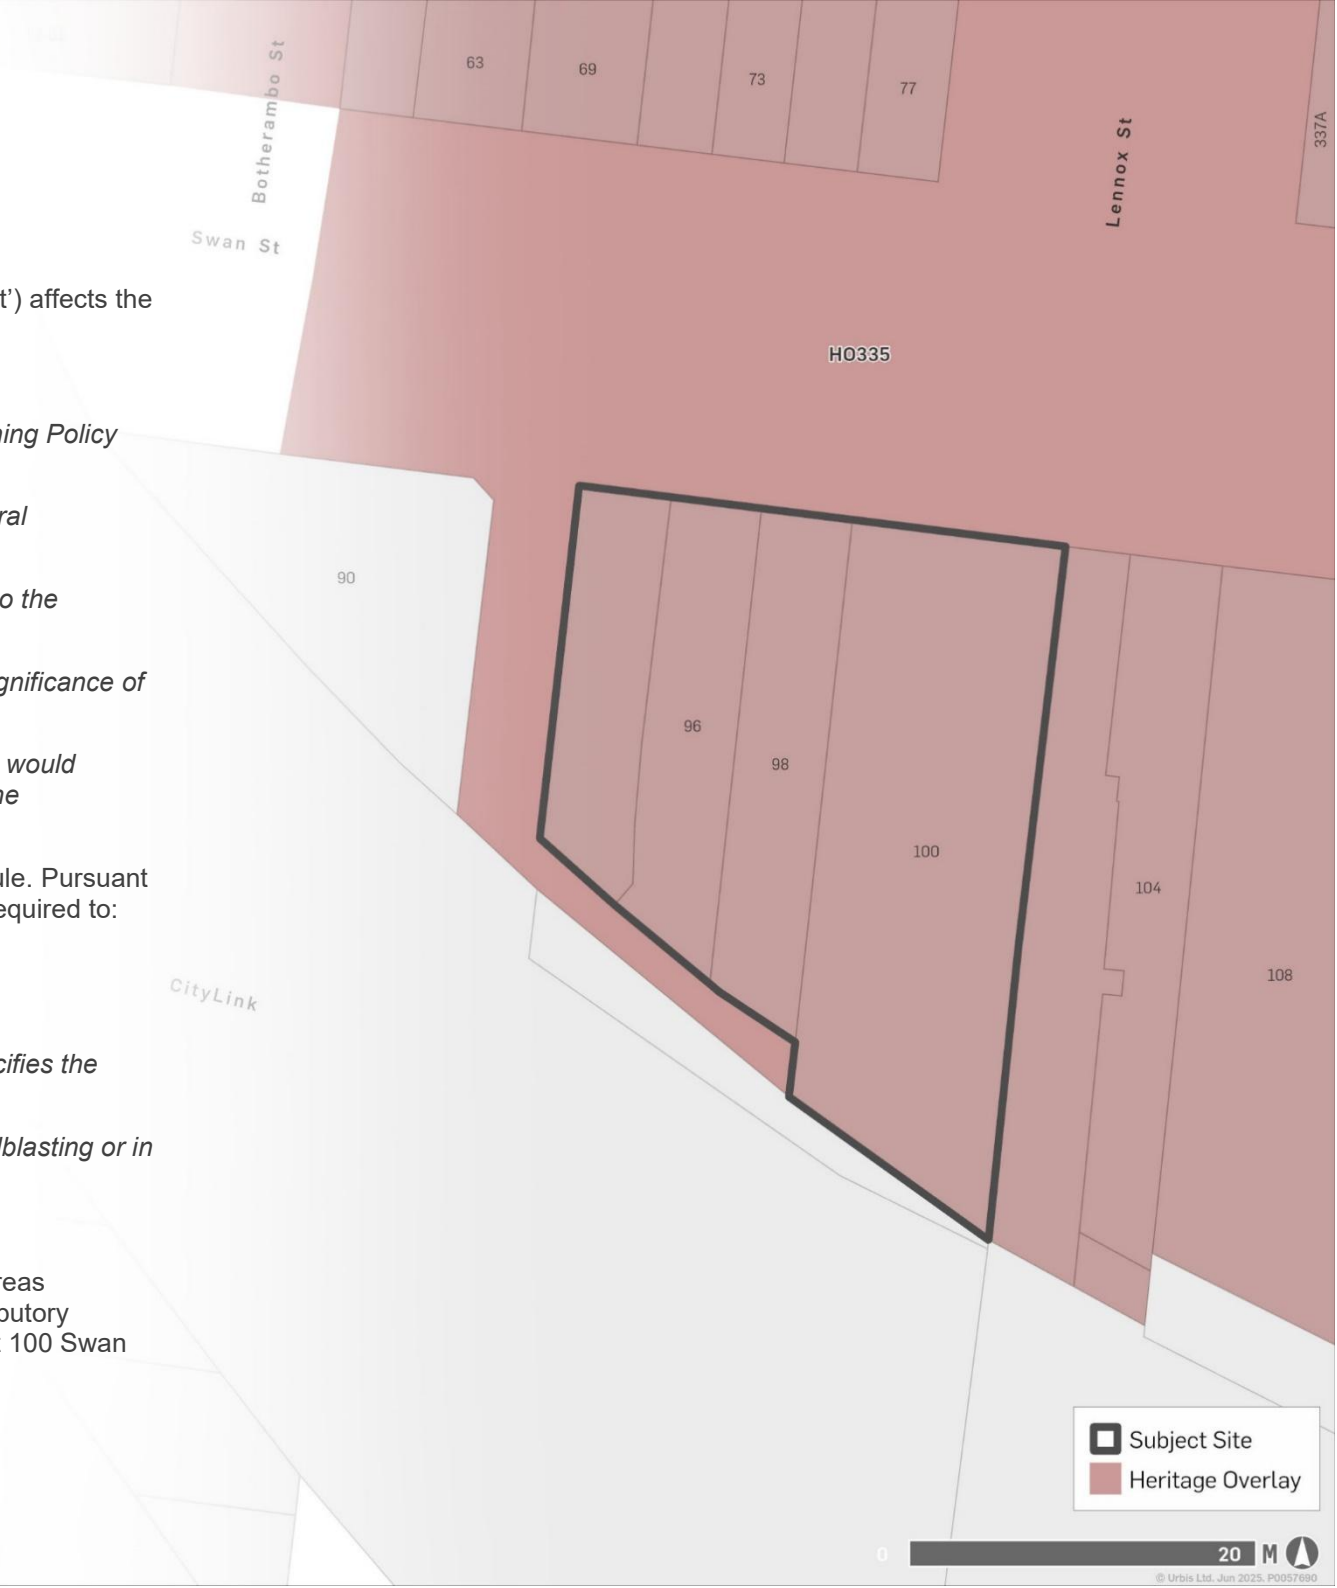 63
69
73
77
337A
Botherambo St
Lennox St
Swan St
t') affects the
HO335
ning Policy
ral
90
o the
gnificance of
96
would
98
ne
100
ule. Pursuant
104
equired to:
108
CityLink
cifies the
dblasting or in
reas
butory
t 100 Swan
Subject Site
Heritage Overlay
0 20 M
© Urbis Ltd. Jun 2025. P0057690